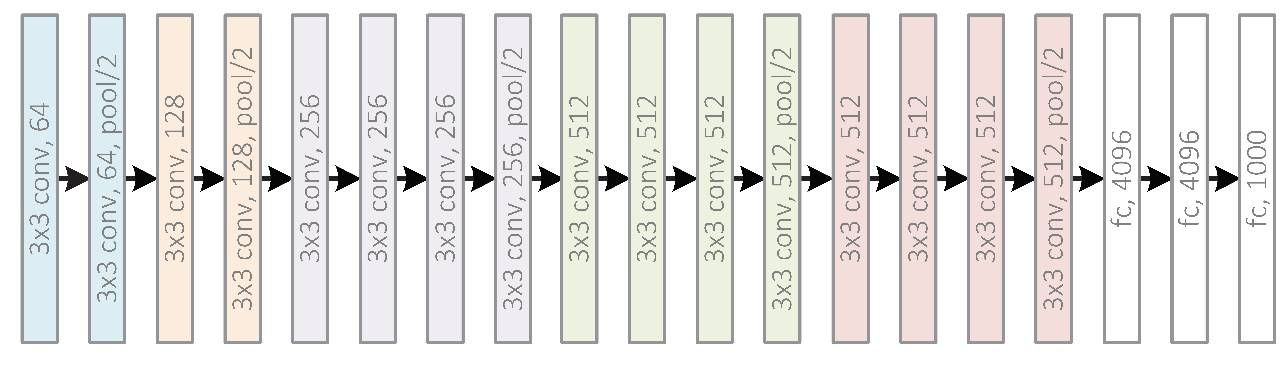 3x3 conv, 64
3x3 conv, 64, pool/2
3x3 conv, 128
3x3 conv, 128, pool/2
3x3 conv, 256
3x3 conv, 256
3x3 conv, 256
3x3 conv, 256, pool/2
3x3 conv, 512
3x3 conv, 512
3x3 conv, 512
3x3 conv, 512, pool/2
3x3 conv, 512
3x3 conv, 512
3x3 conv, 512
3x3 conv, 512, pool/2
fc, 4096
fc, 4096
fc, 1000